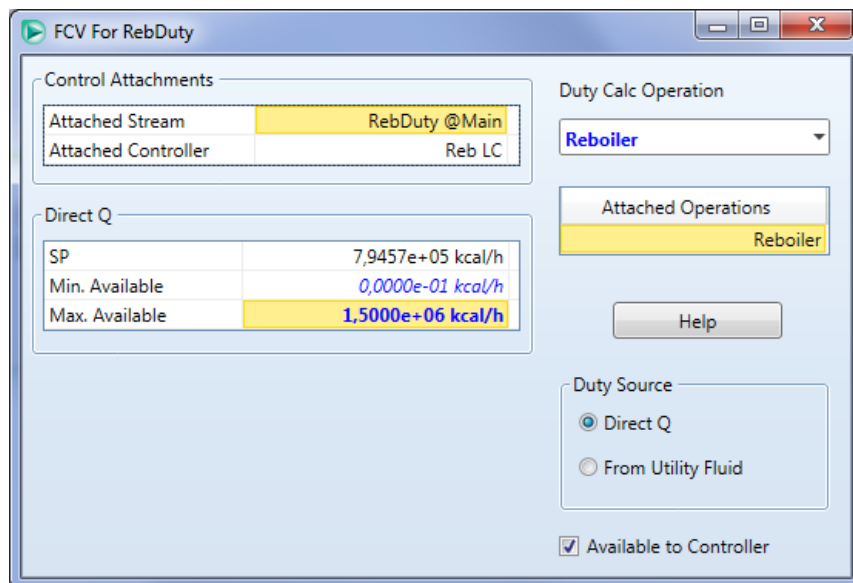 FCV For RebDuty
Control Attachments
Attached Stream RebDuty @Main
Attached Controller Reb LC
Direct Q
SP 7,9457e+05 kcal/h
Min. Available 0,0000e-01 kcal/h
Max. Available 1,5000e+06 kcal/h
Duty Calc Operation
Reboiler
Attached Operations
Reboiler
Help
Duty Source
Direct Q
From Utility Fluid
Available to Controller